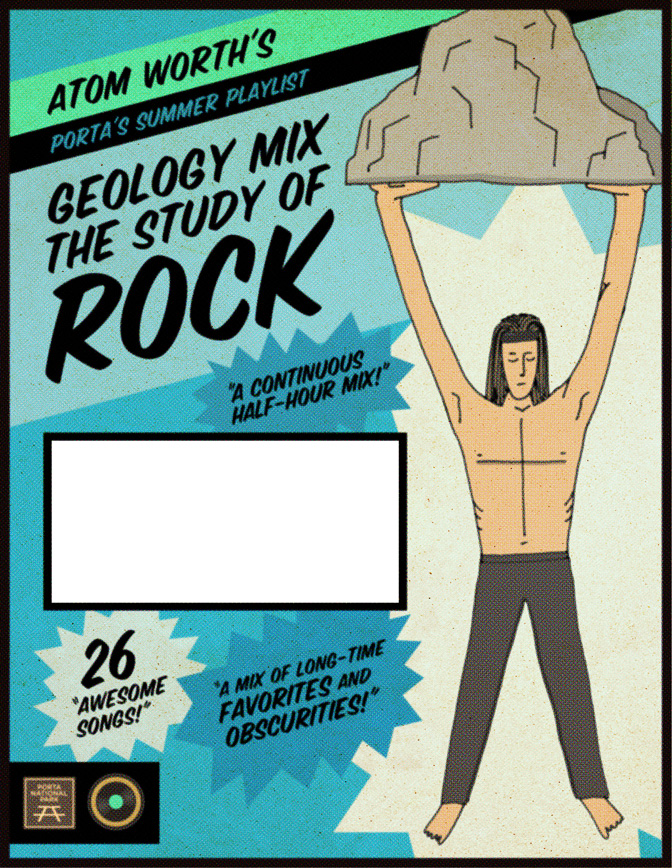 ATOM WORTH'S
PORTA'S SUMMER PLAYLIST
GEOLOGY MIX
THE STUDY OF
ROCK
"A CONTINUOUS
HALF-HOUR MIX!"
26
"AWESOME
SONGS!"
"A MIX OF LONG-TIME
FAVORITES AND
OBSCURITIES!"
PORTA
NATIONAL
PARK